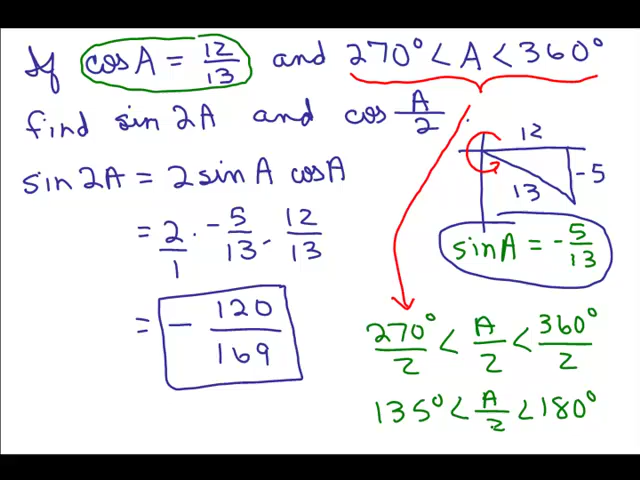 If cosA = 12/13 and 270° < A < 360°
find sin 2A and cos A/2.
12
-5
13
sin 2A = 2 sin A cos A
= 2/1 · -5/13 · 12/13
sin A = -5/13
= - 120/169
270°/2 < A/2 < 360°/2
135° < A/2 < 180°